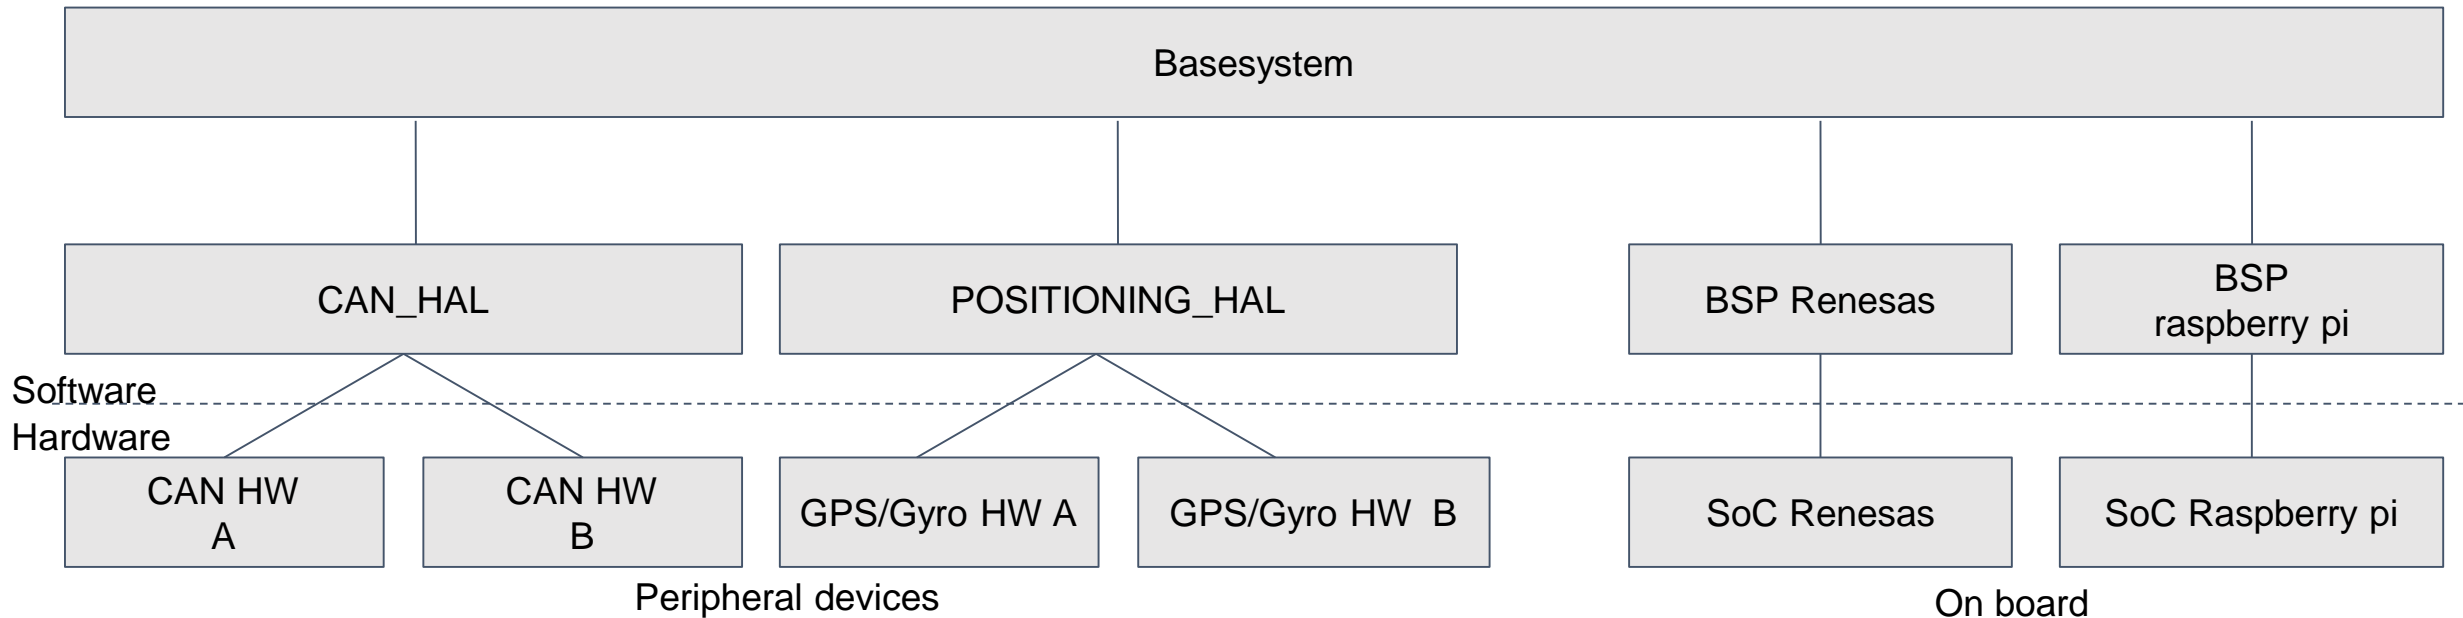 Basesystem
CAN_HAL
POSITIONING_HAL
BSP Renesas
BSP
raspberry pi
Software
Hardware
CAN HW
A
CAN HW
B
GPS/Gyro HW A
GPS/Gyro HW  B
SoC Renesas
SoC Raspberry pi
Peripheral devices
On board